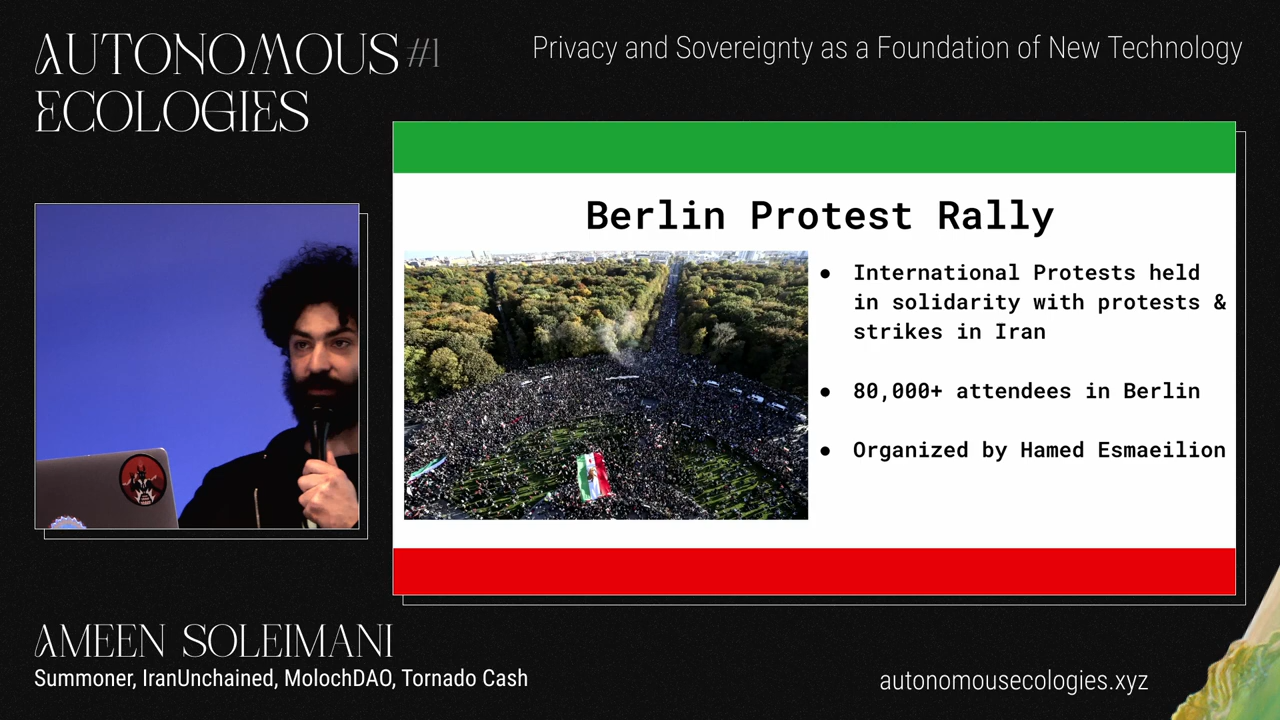 AUTONOMOUS #1
ECOLOGIES
Privacy and Sovereignty as a Foundation of New Technology
Berlin Protest Rally
● International Protests held
in solidarity with protests &
strikes in Iran
● 80,000+ attendees in Berlin
● Organized by Hamed Esmaeilion
AMEEN SOLEIMANI
Summoner, IranUnchained, MolochDAO, Tornado Cash
autonomousecologies.xyz